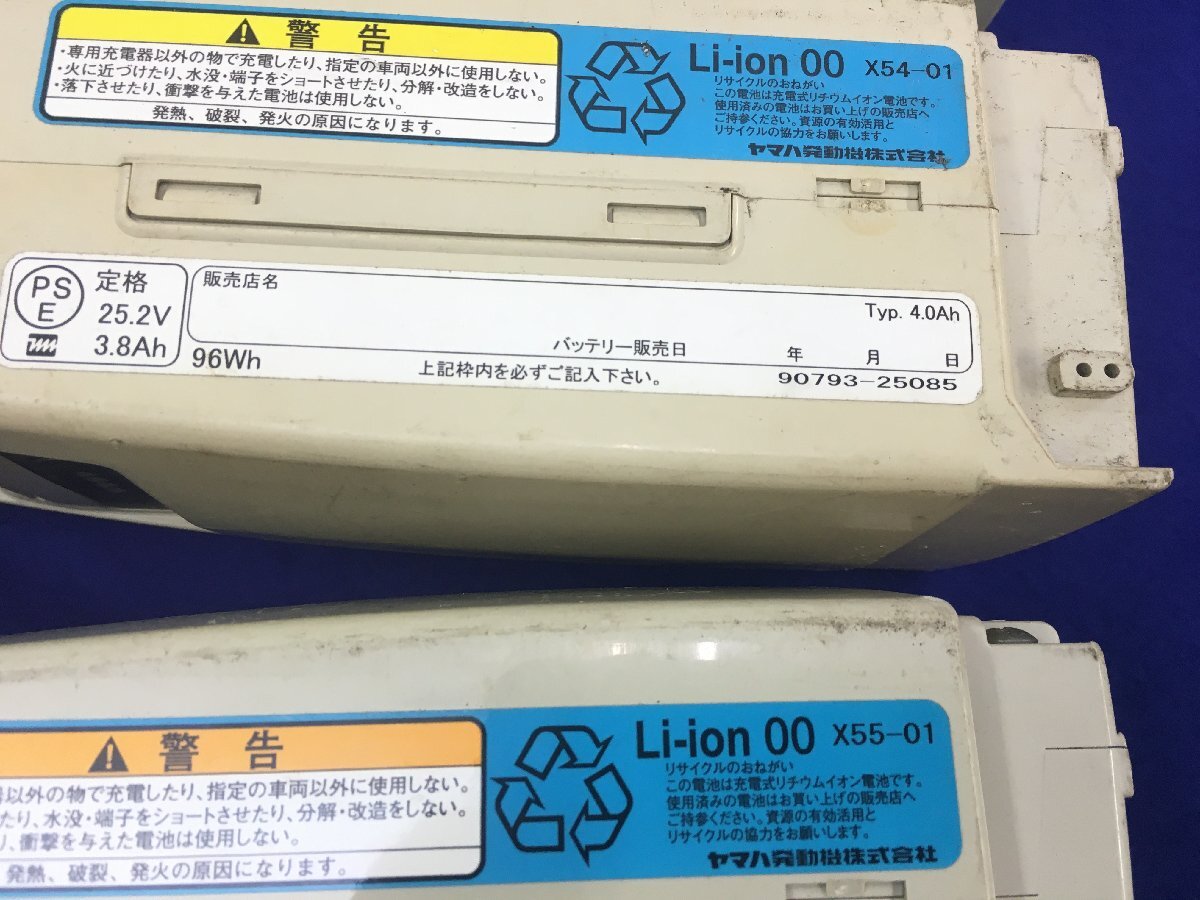 警告
・専用充電器以外の物で充電したり、指定の車両以外に使用しない。
・火に近づけたり、水没・端子をショートさせたり、分解・改造をしない。
・落下させたり、衝撃を与えた電池は使用しない。
発熱、破裂、発火の原因になります。
Li-ion 00 X54-01
リサイクルのおねがい
この電池は充電式リチウムイオン電池です。
使用済みの電池はお買い上げの販売店へ
ご持参ください。資源の有効活用と
リサイクルの協力をお願いします。
ヤマハ発動機株式会社
PS
E
定格
25.2V
3.8Ah
96Wh
販売店名
Typ. 4.0Ah
バッテリー販売日 年 月 日
上記枠内を必ずご記入下さい。
90793-25085
警告
以外の物で充電したり、指定の車両以外に使用しない。
たり、水没・端子をショートさせたり、分解・改造をしない。
り、衝撃を与えた電池は使用しない。
発熱、破裂、発火の原因になります。
Li-ion 00 X55-01
リサイクルのおねがい
この電池は充電式リチウムイオン電池です。
使用済みの電池はお買い上げの販売店へ
ご持参ください。資源の有効活用と
リサイクルの協力をお願いします。
ヤマハ発動機株式会社